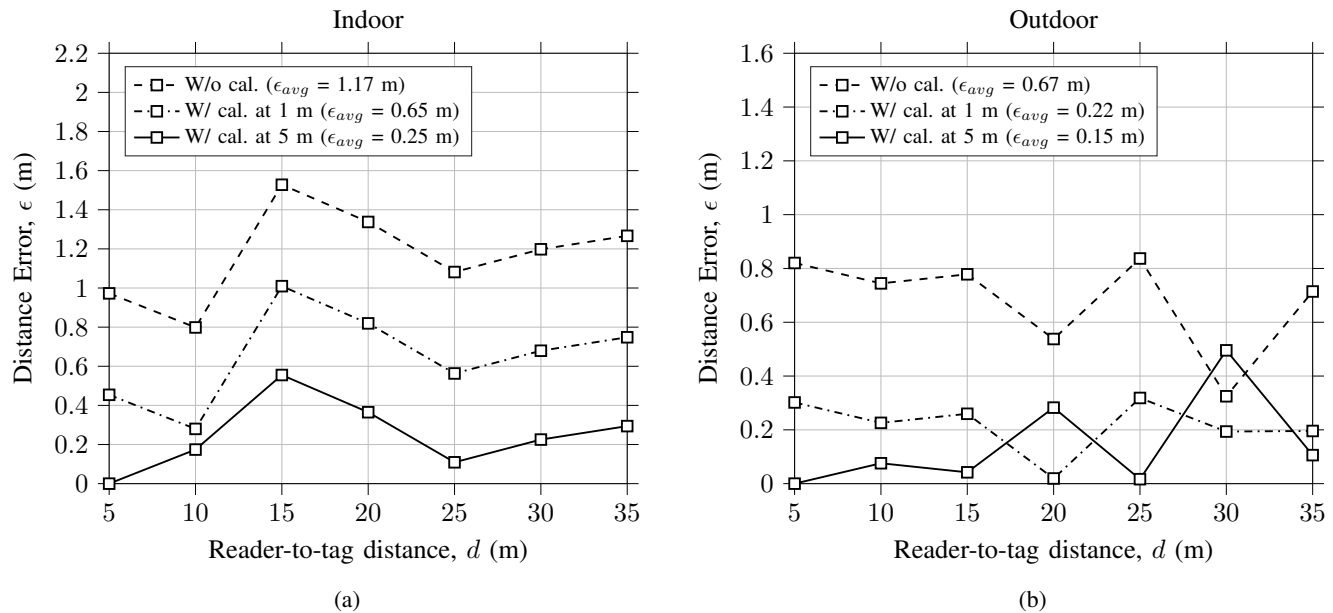 Indoor
2.2
2
1.8
1.6
1.4
1.2
1
0.8
0.6
0.4
0.2
0
Distance Error, ϵ (m)
W/o cal. (ϵavg = 1.17 m)
W/ cal. at 1 m (ϵavg = 0.65 m)
W/ cal. at 5 m (ϵavg = 0.25 m)
5 10 15 20 25 30 35
Reader-to-tag distance, d (m)
(a)
Outdoor
1.6
1.4
1.2
1
0.8
0.6
0.4
0.2
0
Distance Error, ϵ (m)
W/o cal. (ϵavg = 0.67 m)
W/ cal. at 1 m (ϵavg = 0.22 m)
W/ cal. at 5 m (ϵavg = 0.15 m)
5 10 15 20 25 30 35
Reader-to-tag distance, d (m)
(b)